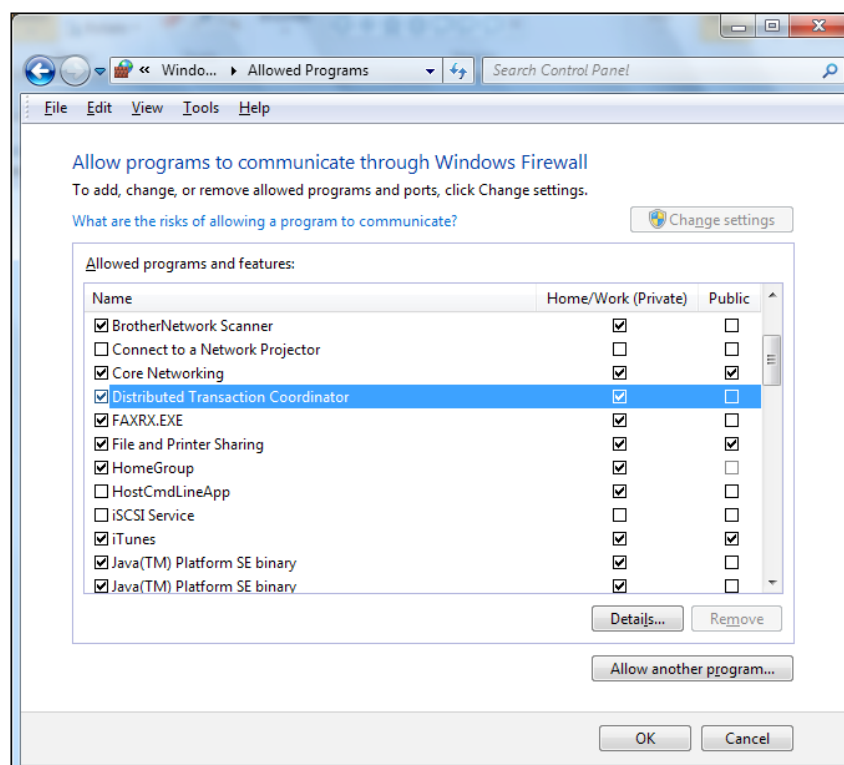 « Windo... Allowed Programs Search Control Panel
File Edit View Tools Help
Allow programs to communicate through Windows Firewall
To add, change, or remove allowed programs and ports, click Change settings.
What are the risks of allowing a program to communicate? Change settings
Allowed programs and features:
Name Home/Work (Private) Public
BrotherNetwork Scanner
Connect to a Network Projector
Core Networking
Distributed Transaction Coordinator
FAXRX.EXE
File and Printer Sharing
HomeGroup
HostCmdLineApp
iSCSI Service
iTunes
Java(TM) Platform SE binary
Java(TM) Platform SE binary
Details... Remove
Allow another program...
OK Cancel